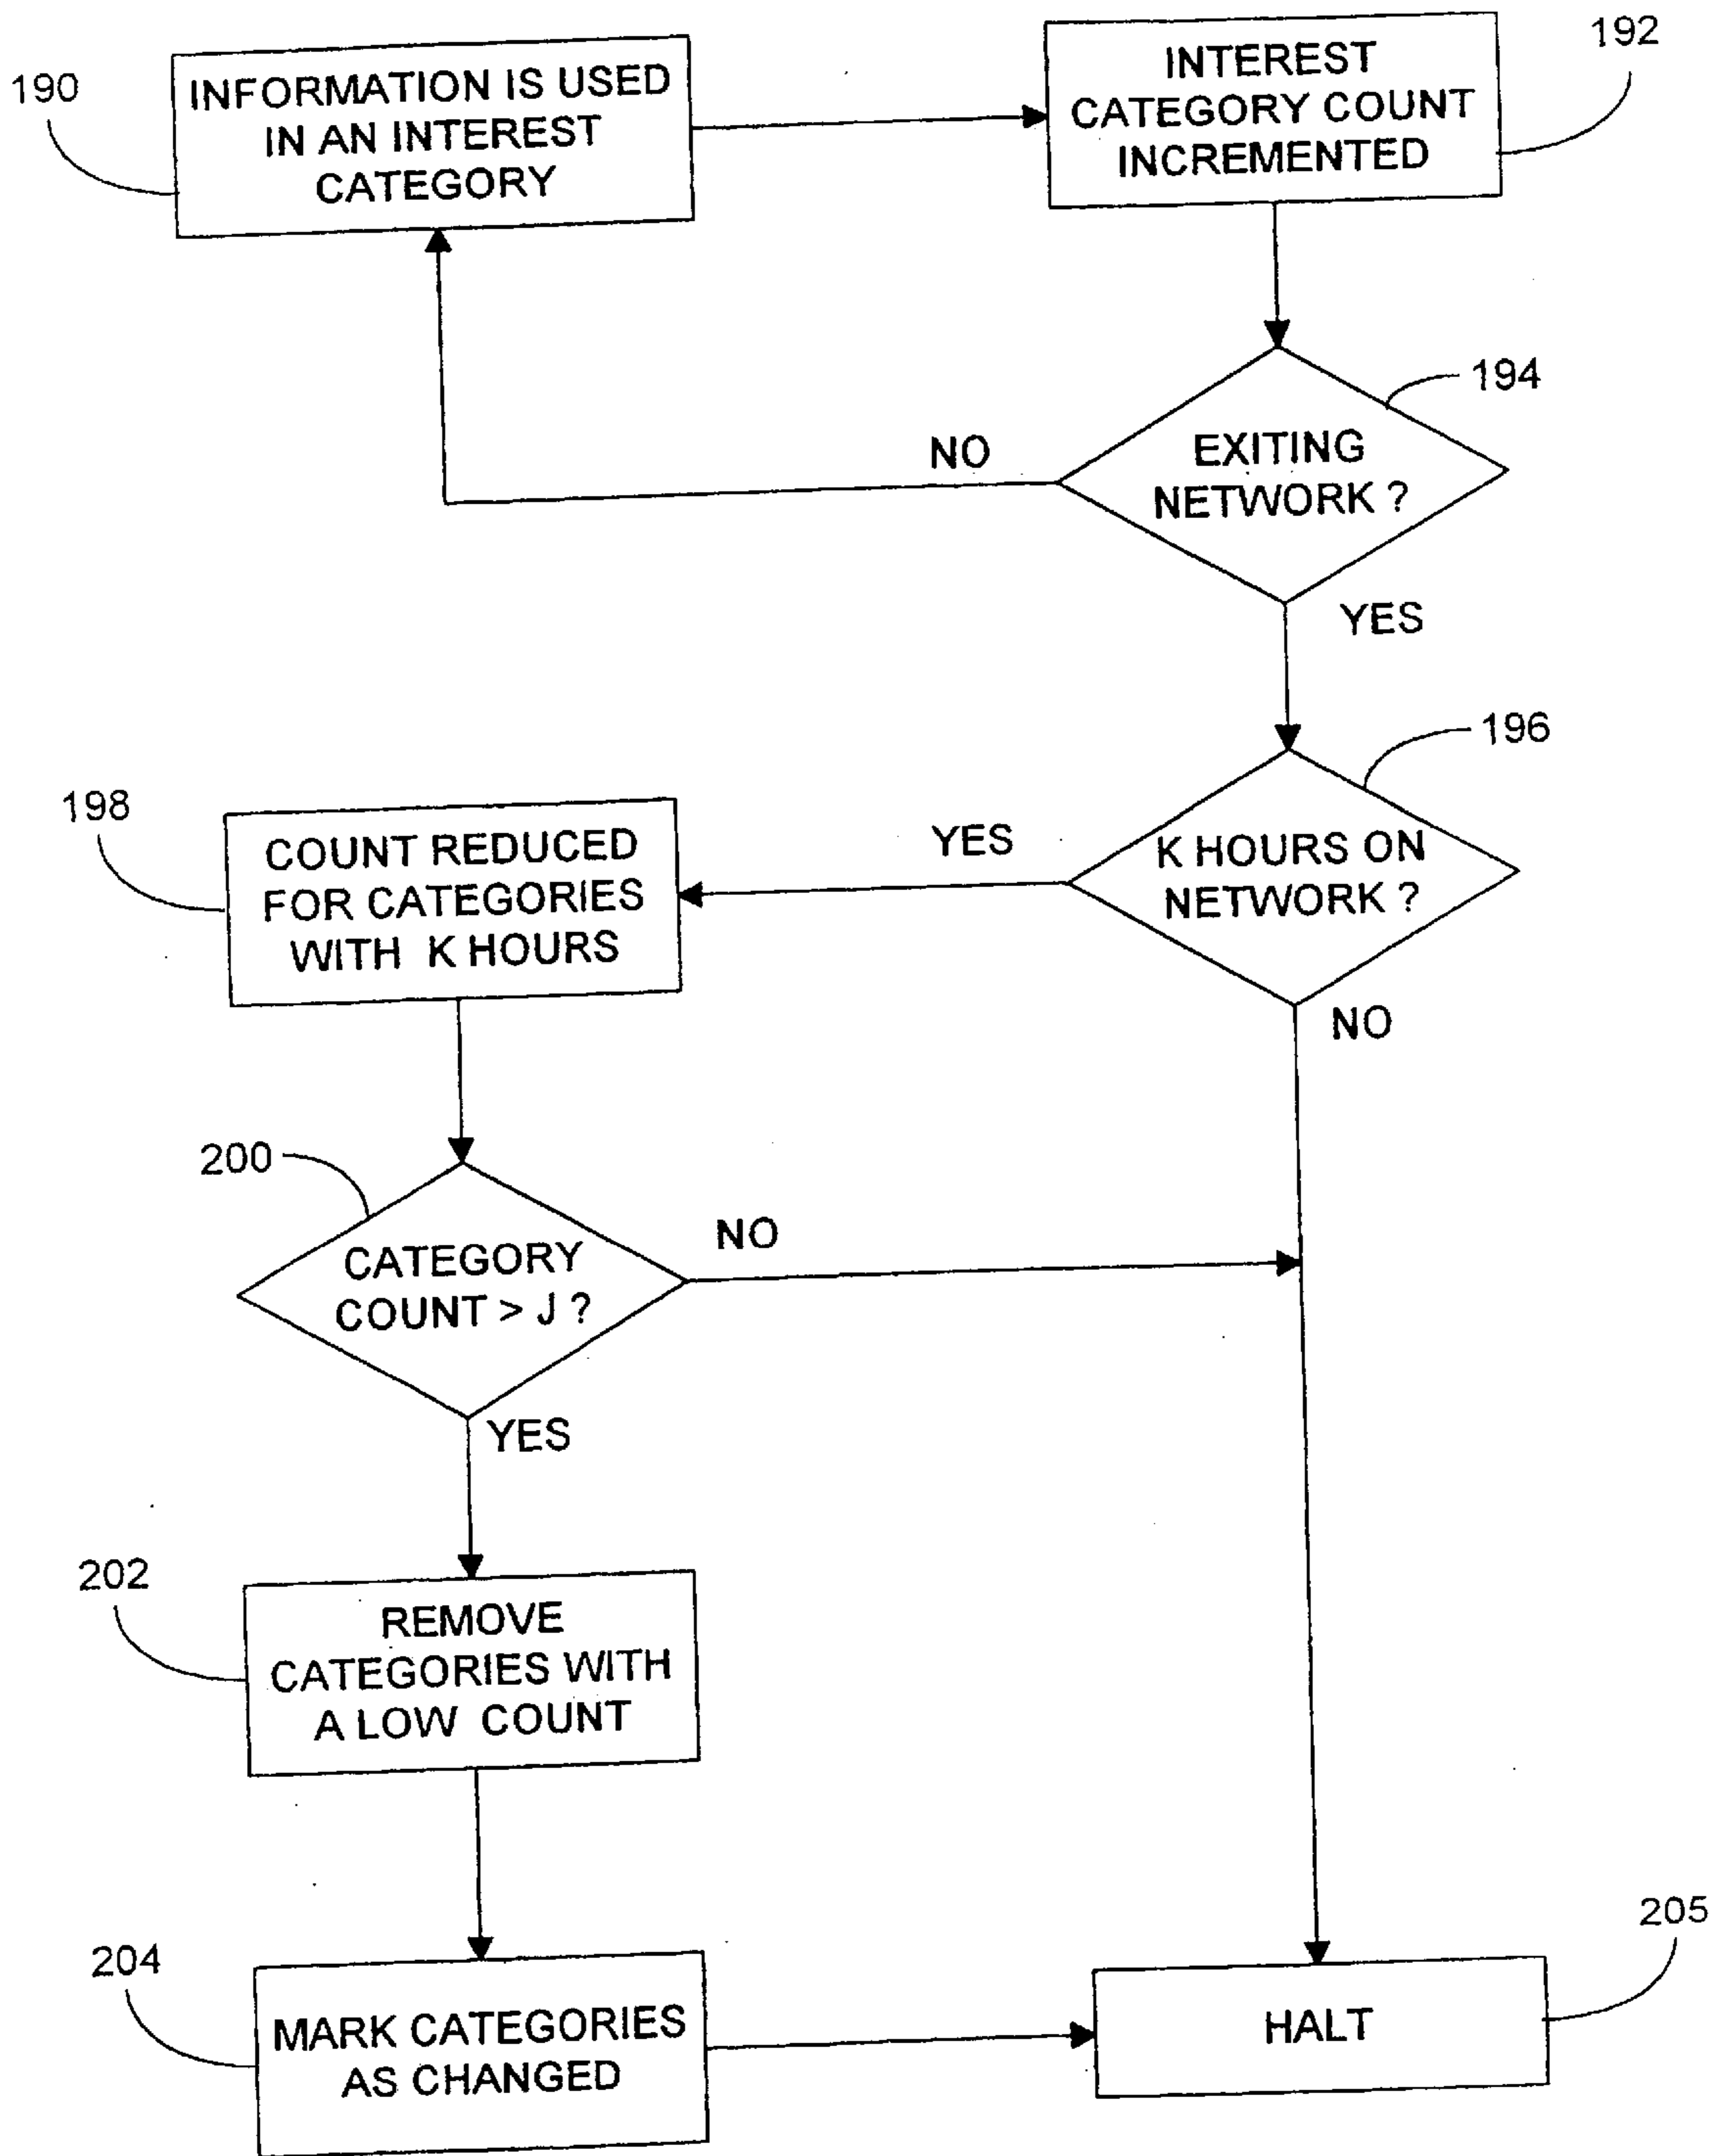 190
INFORMATION IS USED
IN AN INTEREST
CATEGORY
INTEREST
CATEGORY COUNT
INCREMENTED
192
194
EXITING
NETWORK ?
NO
YES
196
K HOURS ON
NETWORK ?
YES
NO
198
COUNT REDUCED
FOR CATEGORIES
WITH K HOURS
200
CATEGORY
COUNT > J ?
NO
YES
202
REMOVE
CATEGORIES WITH
A LOW COUNT
204
MARK CATEGORIES
AS CHANGED
HALT
205